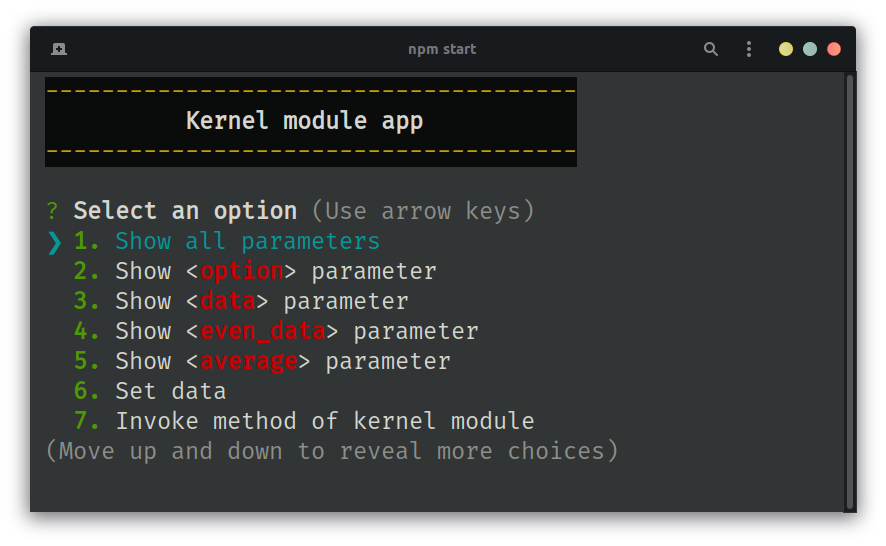 npm start
--------------------------------------
Kernel module app
--------------------------------------
? Select an option (Use arrow keys)
❯ 1. Show all parameters
2. Show <option> parameter
3. Show <data> parameter
4. Show <even_data> parameter
5. Show <average> parameter
6. Set data
7. Invoke method of kernel module
(Move up and down to reveal more choices)